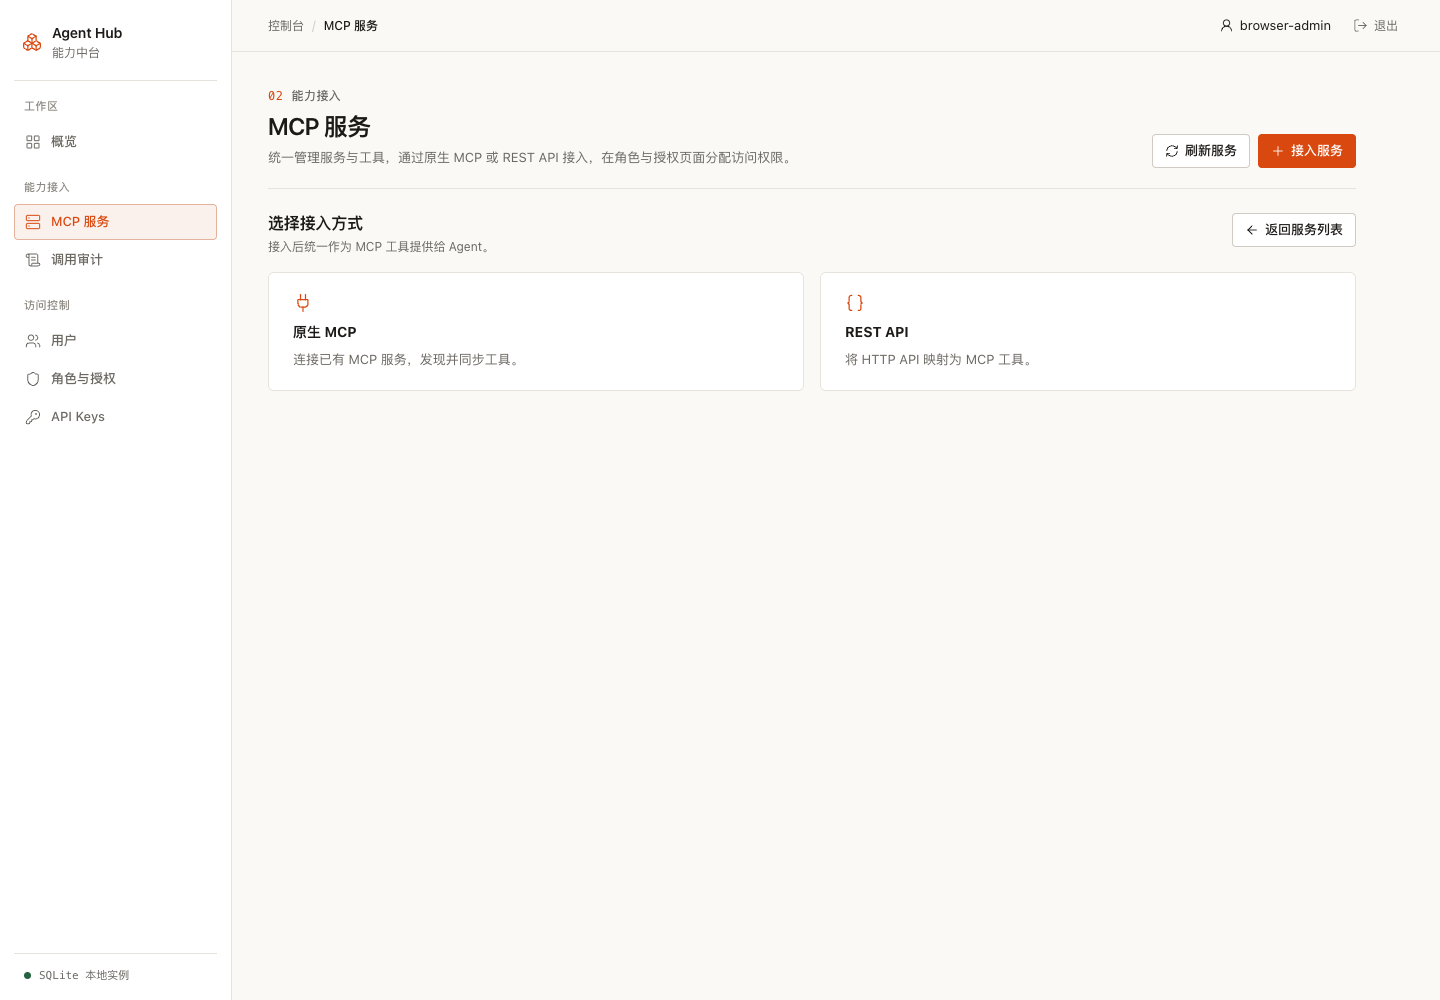 Agent Hub
能力中台
工作区
概览
能力接入
MCP 服务
调用审计
访问控制
用户
角色与授权
API Keys
SQLite 本地实例
控制台 / MCP 服务
browser-admin
退出
02 能力接入
MCP 服务
统一管理服务与工具，通过原生 MCP 或 REST API 接入，在角色与授权页面分配访问权限。
刷新服务
接入服务
选择接入方式
接入后统一作为 MCP 工具提供给 Agent。
返回服务列表
原生 MCP
连接已有 MCP 服务，发现并同步工具。
REST API
将 HTTP API 映射为 MCP 工具。